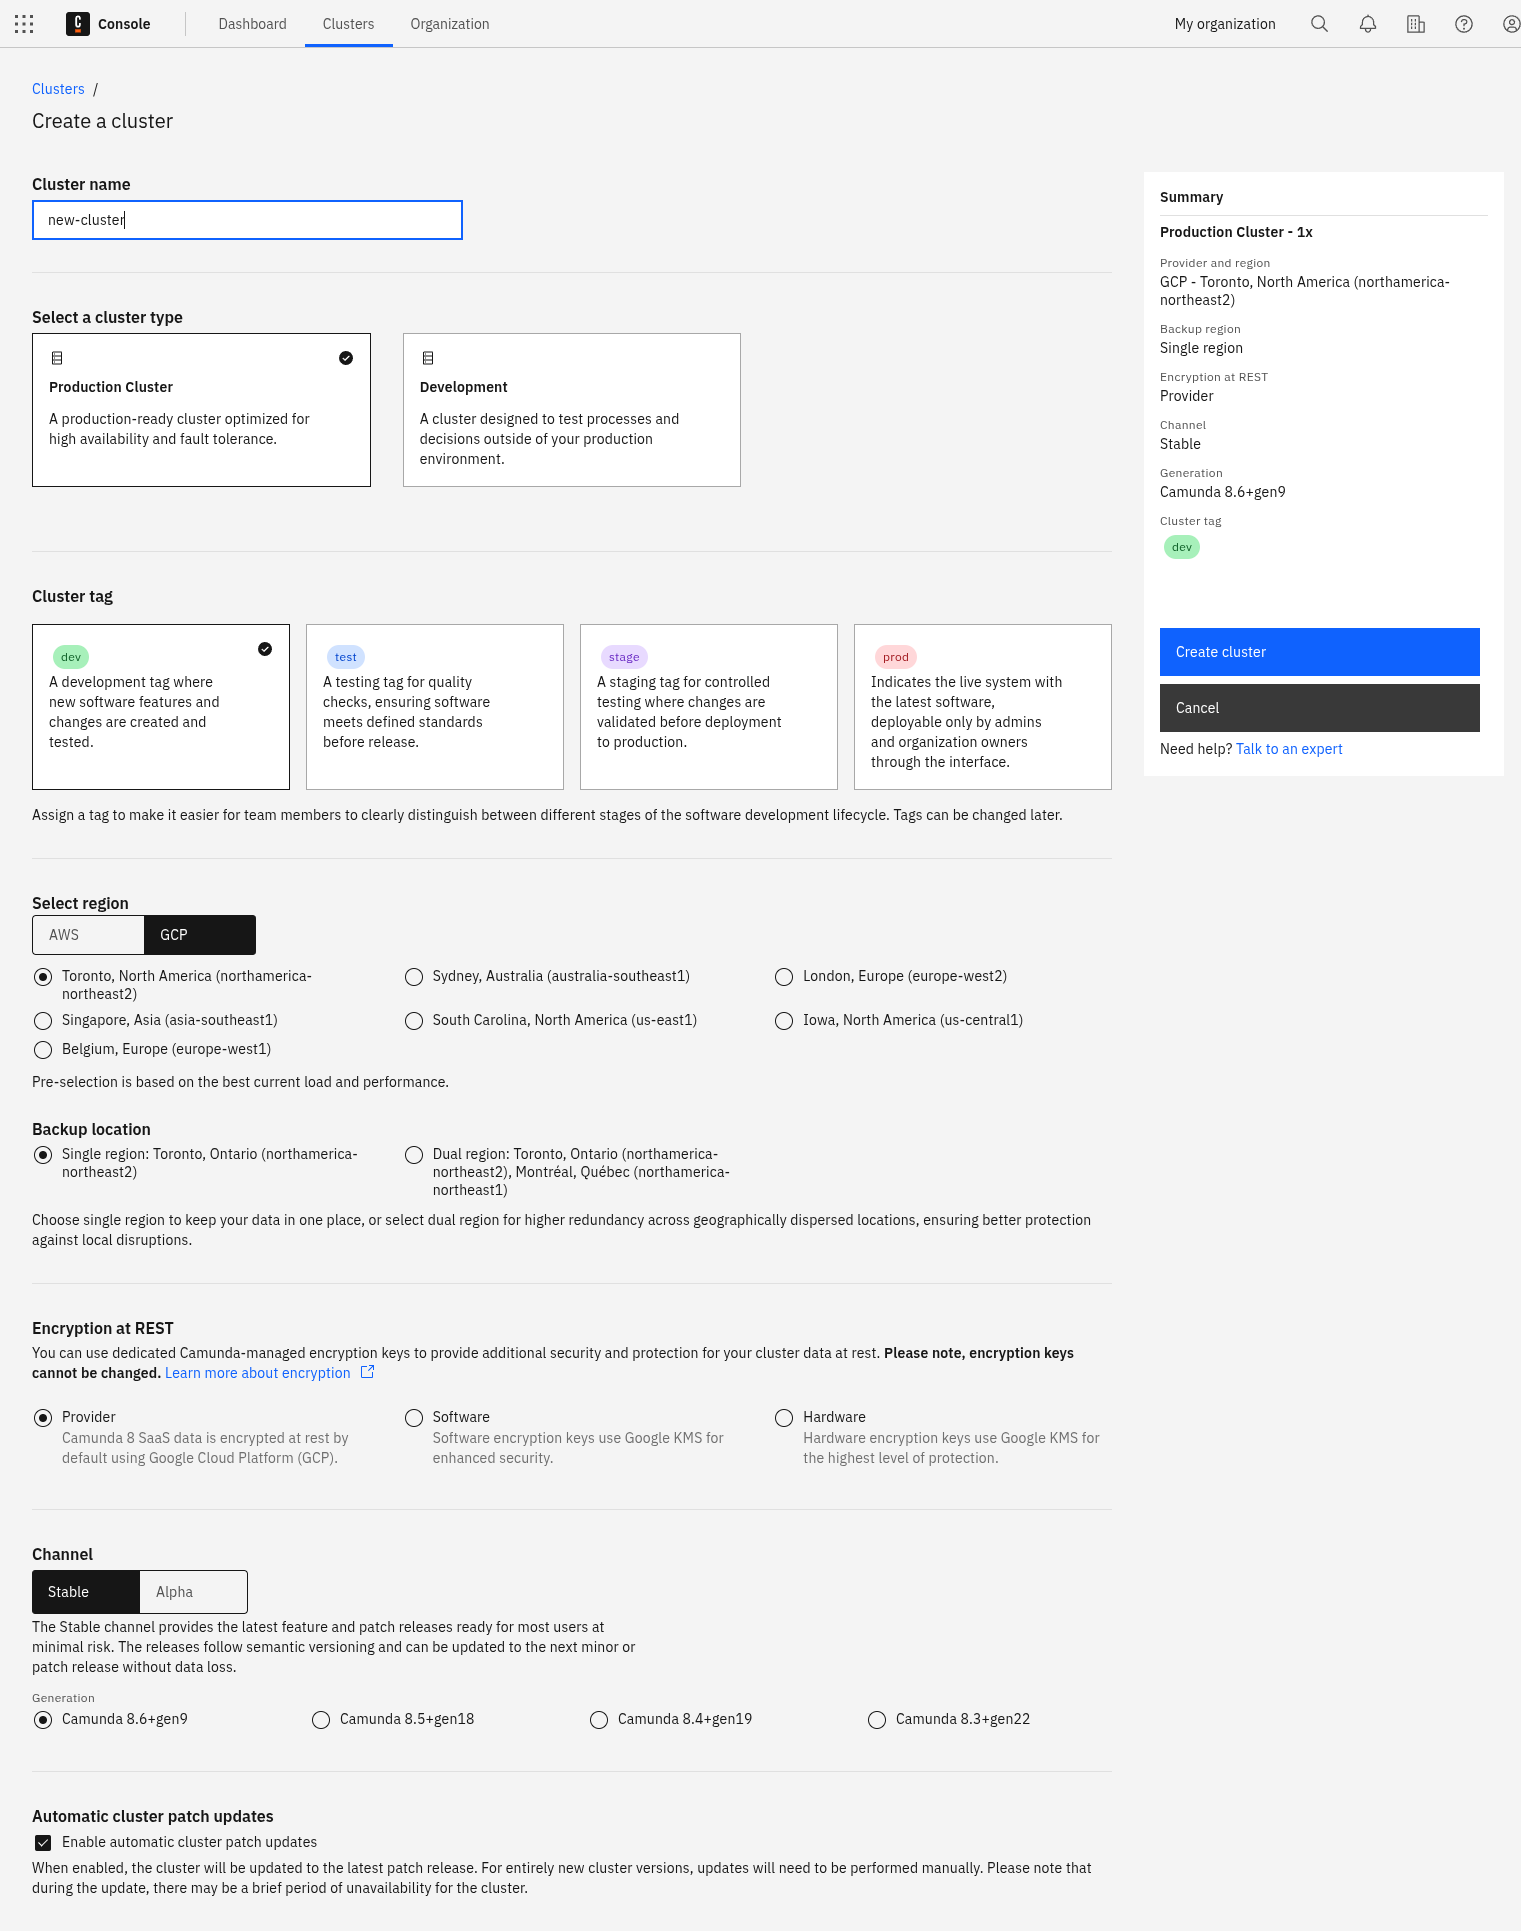 Console
Dashboard
Clusters
Organization
My organization
Clusters /
Create a cluster
Cluster name
new-cluster
Select a cluster type
Production Cluster
A production-ready cluster optimized for
high availability and fault tolerance.
Development
A cluster designed to test processes and
decisions outside of your production
environment.
Cluster tag
dev
A development tag where
new software features and
changes are created and
tested.
test
A testing tag for quality
checks, ensuring software
meets defined standards
before release.
stage
A staging tag for controlled
testing where changes are
validated before deployment
to production.
prod
Indicates the live system with
the latest software,
deployable only by admins
and organization owners
through the interface.
Assign a tag to make it easier for team members to clearly distinguish between different stages of the software development lifecycle. Tags can be changed later.
Select region
AWS
GCP
Toronto, North America (northamerica-
northeast2)
Sydney, Australia (australia-southeast1)
London, Europe (europe-west2)
Singapore, Asia (asia-southeast1)
South Carolina, North America (us-east1)
Iowa, North America (us-central1)
Belgium, Europe (europe-west1)
Pre-selection is based on the best current load and performance.
Backup location
Single region: Toronto, Ontario (northamerica-
northeast2)
Dual region: Toronto, Ontario (northamerica-
northeast2), Montréal, Québec (northamerica-
northeast1)
Choose single region to keep your data in one place, or select dual region for higher redundancy across geographically dispersed locations, ensuring better protection
against local disruptions.
Encryption at REST
You can use dedicated Camunda-managed encryption keys to provide additional security and protection for your cluster data at rest. Please note, encryption keys
cannot be changed. Learn more about encryption
Provider
Camunda 8 SaaS data is encrypted at rest by
default using Google Cloud Platform (GCP).
Software
Software encryption keys use Google KMS for
enhanced security.
Hardware
Hardware encryption keys use Google KMS for
the highest level of protection.
Channel
Stable
Alpha
The Stable channel provides the latest feature and patch releases ready for most users at
minimal risk. The releases follow semantic versioning and can be updated to the next minor or
patch release without data loss.
Generation
Camunda 8.6+gen9
Camunda 8.5+gen18
Camunda 8.4+gen19
Camunda 8.3+gen22
Automatic cluster patch updates
Enable automatic cluster patch updates
When enabled, the cluster will be updated to the latest patch release. For entirely new cluster versions, updates will need to be performed manually. Please note that
during the update, there may be a brief period of unavailability for the cluster.
Summary
Production Cluster - 1x
Provider and region
GCP - Toronto, North America (northamerica-
northeast2)
Backup region
Single region
Encryption at REST
Provider
Channel
Stable
Generation
Camunda 8.6+gen9
Cluster tag
dev
Create cluster
Cancel
Need help? Talk to an expert